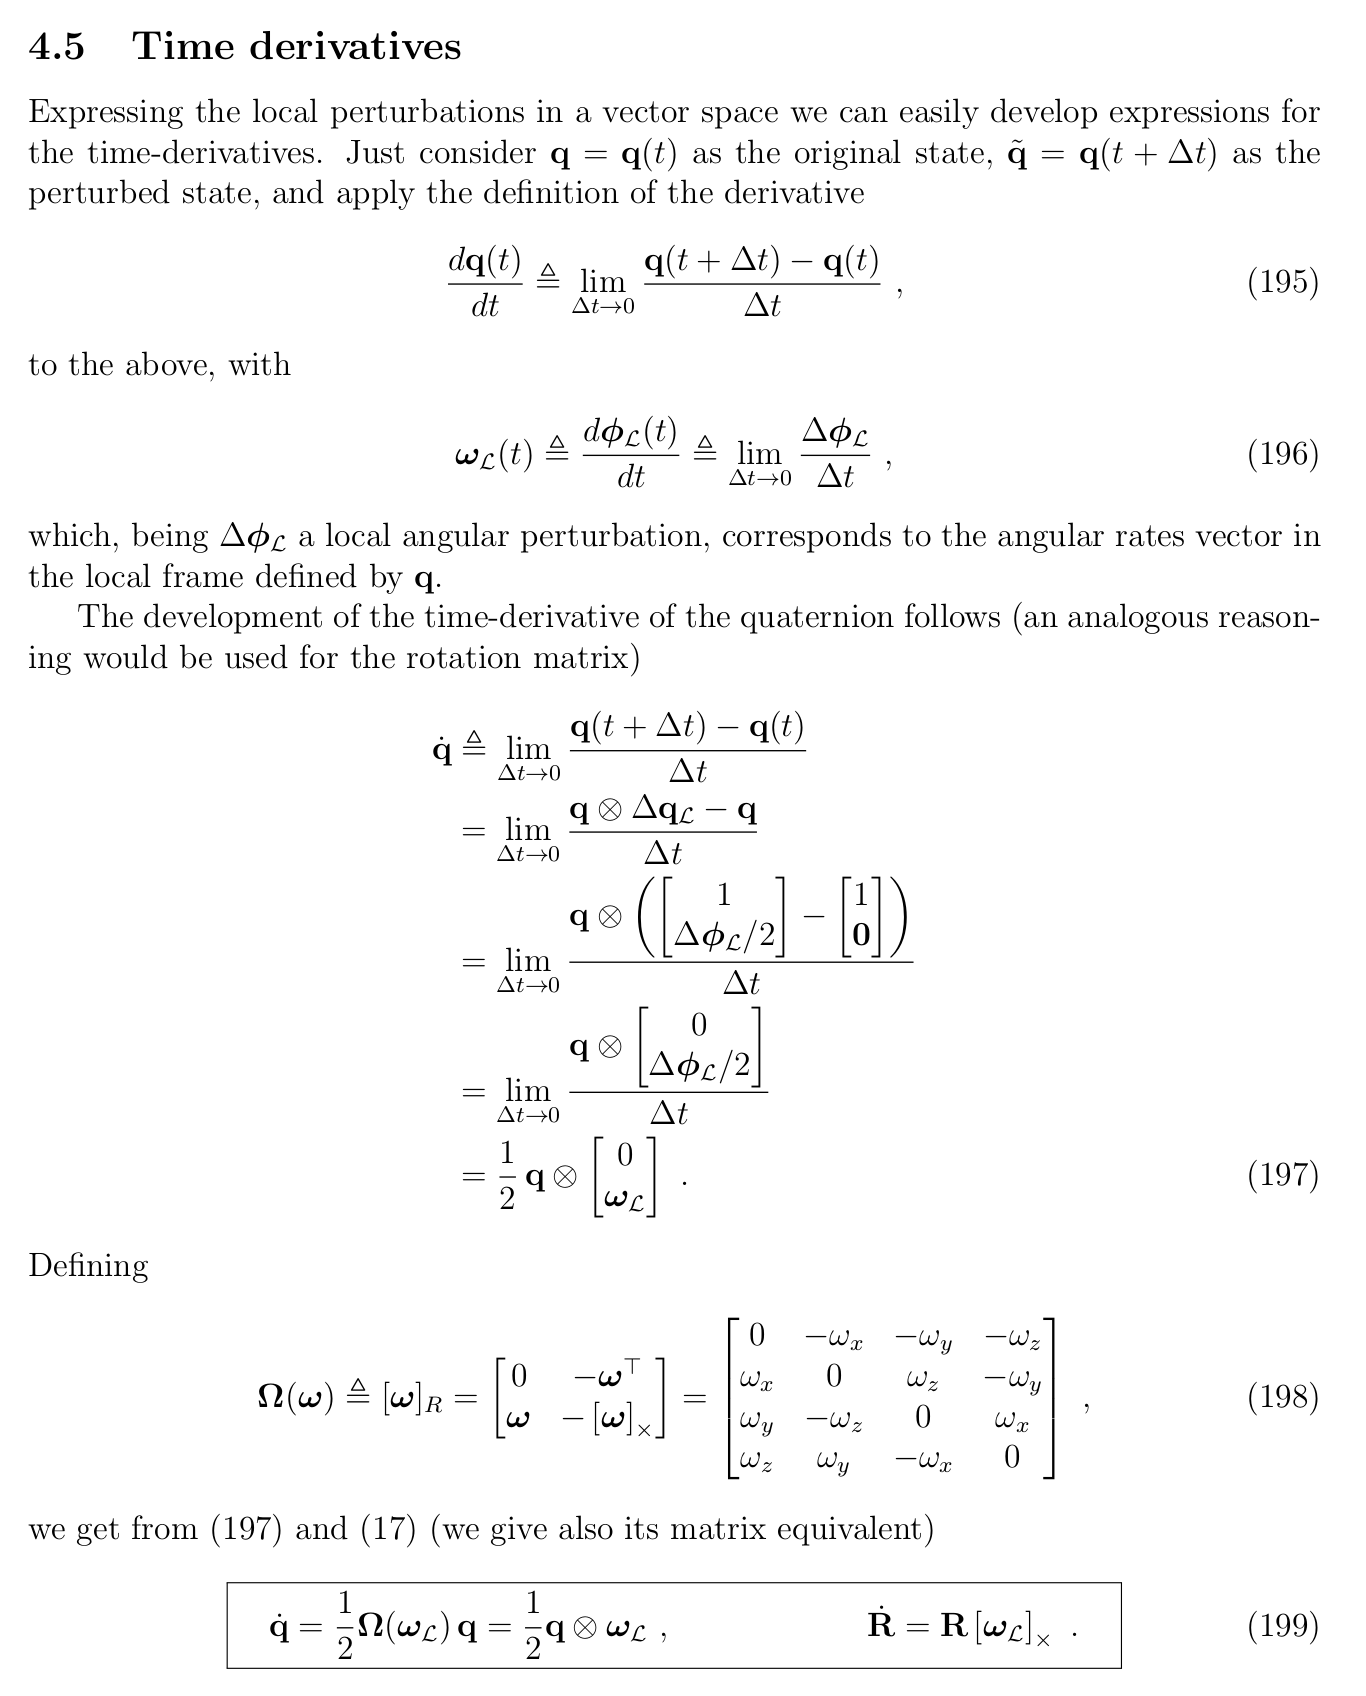 4.5 Time derivatives
Expressing the local perturbations in a vector space we can easily develop expressions for
the time-derivatives. Just consider $\mathbf{q} = \mathbf{q}(t)$ as the original state, $\tilde{\mathbf{q}} = \mathbf{q}(t + \Delta t)$ as the
perturbed state, and apply the definition of the derivative
$\frac{d\mathbf{q}(t)}{dt} \triangleq \lim_{\Delta t \to 0} \frac{\mathbf{q}(t + \Delta t) - \mathbf{q}(t)}{\Delta t}$ , (195)
to the above, with
$\boldsymbol{\omega}_{\mathcal{L}}(t) \triangleq \frac{d\boldsymbol{\phi}_{\mathcal{L}}(t)}{dt} \triangleq \lim_{\Delta t \to 0} \frac{\Delta\boldsymbol{\phi}_{\mathcal{L}}}{\Delta t}$ , (196)
which, being $\Delta\boldsymbol{\phi}_{\mathcal{L}}$ a local angular perturbation, corresponds to the angular rates vector in
the local frame defined by $\mathbf{q}$.
The development of the time-derivative of the quaternion follows (an analogous reason-
ing would be used for the rotation matrix)
$\dot{\mathbf{q}} \triangleq \lim_{\Delta t \to 0} \frac{\mathbf{q}(t + \Delta t) - \mathbf{q}(t)}{\Delta t}$
$= \lim_{\Delta t \to 0} \frac{\mathbf{q} \otimes \Delta\mathbf{q}_{\mathcal{L}} - \mathbf{q}}{\Delta t}$
$= \lim_{\Delta t \to 0} \frac{\mathbf{q} \otimes \left( \begin{bmatrix} 1 \\ \Delta\boldsymbol{\phi}_{\mathcal{L}}/2 \end{bmatrix} - \begin{bmatrix} 1 \\ \mathbf{0} \end{bmatrix} \right)}{\Delta t}$
$= \lim_{\Delta t \to 0} \frac{\mathbf{q} \otimes \begin{bmatrix} 0 \\ \Delta\boldsymbol{\phi}_{\mathcal{L}}/2 \end{bmatrix}}{\Delta t}$
$= \frac{1}{2} \mathbf{q} \otimes \begin{bmatrix} 0 \\ \boldsymbol{\omega}_{\mathcal{L}} \end{bmatrix}$ . (197)
Defining
$\boldsymbol{\Omega}(\boldsymbol{\omega}) \triangleq [\boldsymbol{\omega}]_R = \begin{bmatrix} 0 & -\boldsymbol{\omega}^\top \\ \boldsymbol{\omega} & -[\boldsymbol{\omega}]_\times \end{bmatrix} = \begin{bmatrix} 0 & -\omega_x & -\omega_y & -\omega_z \\ \omega_x & 0 & \omega_z & -\omega_y \\ \omega_y & -\omega_z & 0 & \omega_x \\ \omega_z & \omega_y & -\omega_x & 0 \end{bmatrix}$ , (198)
we get from (197) and (17) (we give also its matrix equivalent)
$\dot{\mathbf{q}} = \frac{1}{2}\boldsymbol{\Omega}(\boldsymbol{\omega}_{\mathcal{L}})\,\mathbf{q} = \frac{1}{2}\mathbf{q} \otimes \boldsymbol{\omega}_{\mathcal{L}}$ , $\dot{\mathbf{R}} = \mathbf{R}\,[\boldsymbol{\omega}_{\mathcal{L}}]_\times$ . (199)